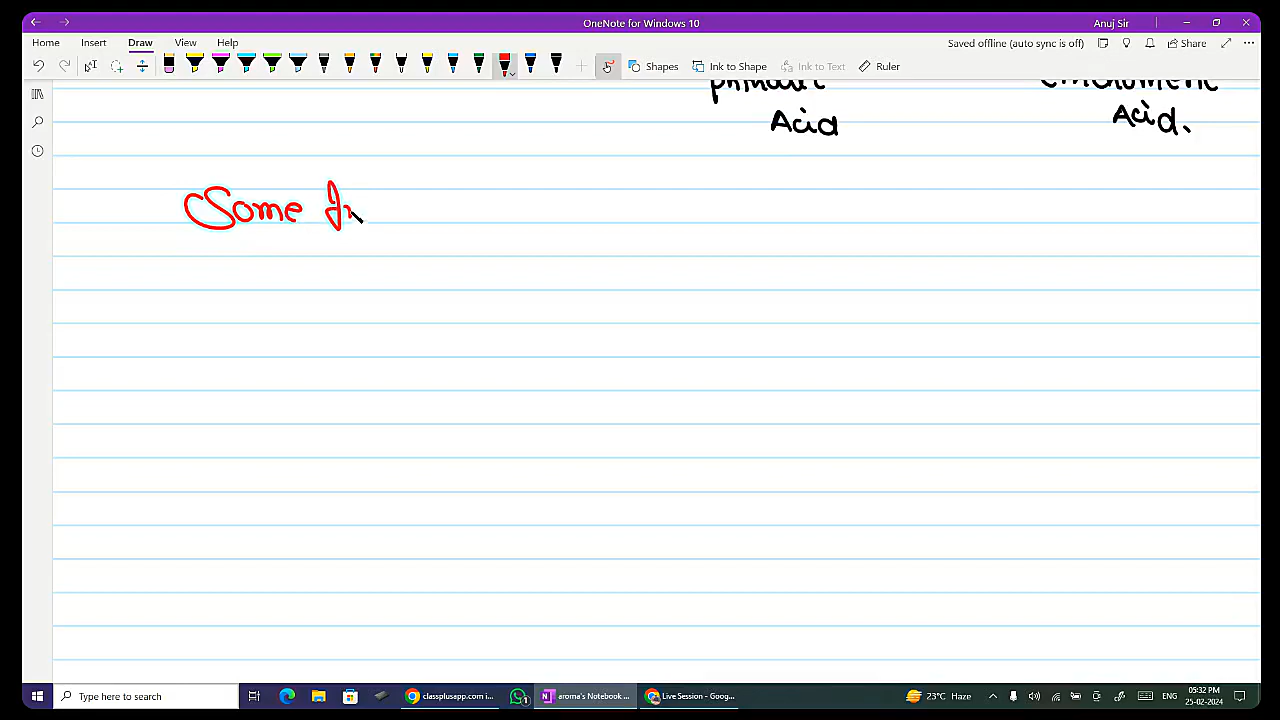 OneNote for Windows 10
Anuj Sir
Home Insert Draw View Help
Saved offline (auto sync is off)
Share
Shapes
Ink to Shape
Ink to Text
Ruler
Acid
Acid.
Some
Type here to search
classplusapp.com i...
1
aroma's Notebook ...
Live Session - Goog...
23°C Haze
ENG
05:32 PM
25-02-2024